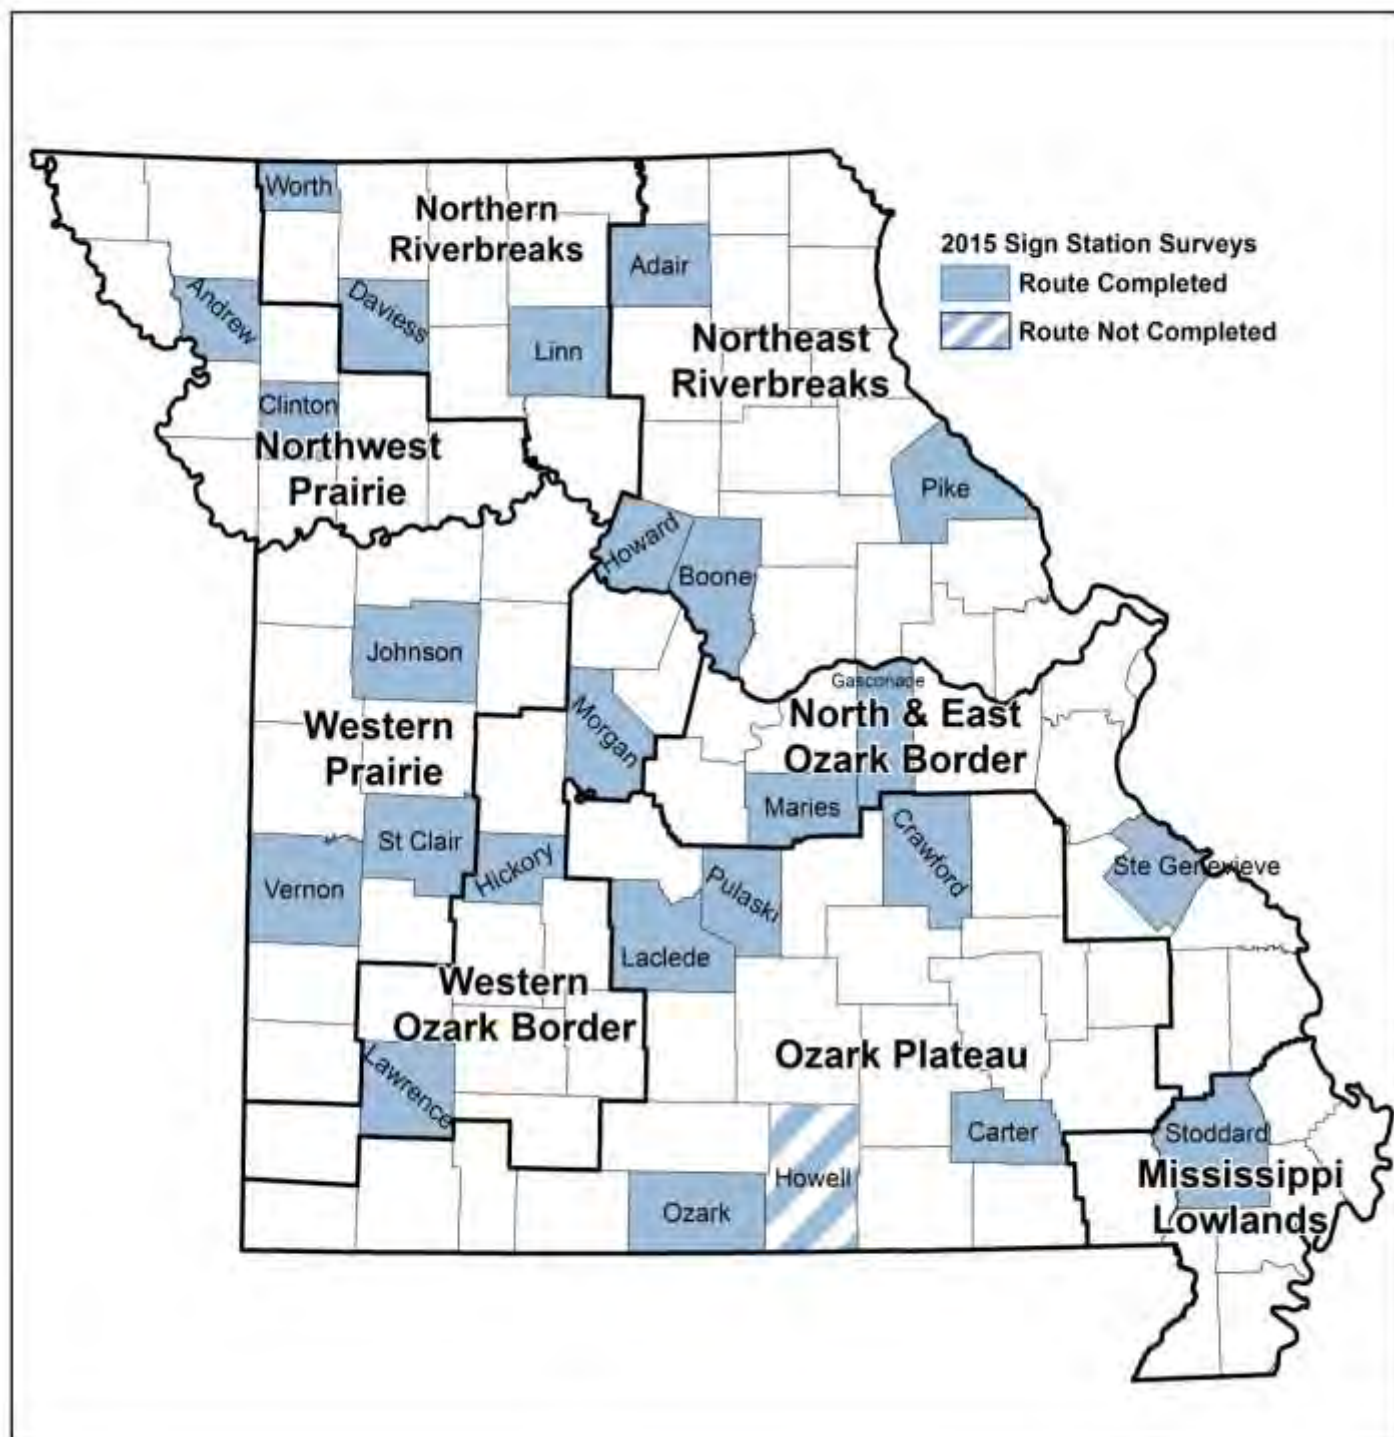 Worth
Northern
Riverbreaks
2015 Sign Station Surveys
Adair
Route Completed
Andrew
Daviess
Route Not Completed
Linn
Northeast
Riverbreaks
Clinton
Northwest
Prairie
Pike
Howard
Boone
Johnson
Gasconade
Western
Prairie
Morgan
North & East
Ozark Border
Maries
St Clair
Hickory
Crawford
Ste Genevieve
Vernon
Pulaski
Laclede
Western
Ozark Border
Ozark Plateau
Lawrence
Carter
Stoddard
Howell
Mississippi
Lowlands
Ozark